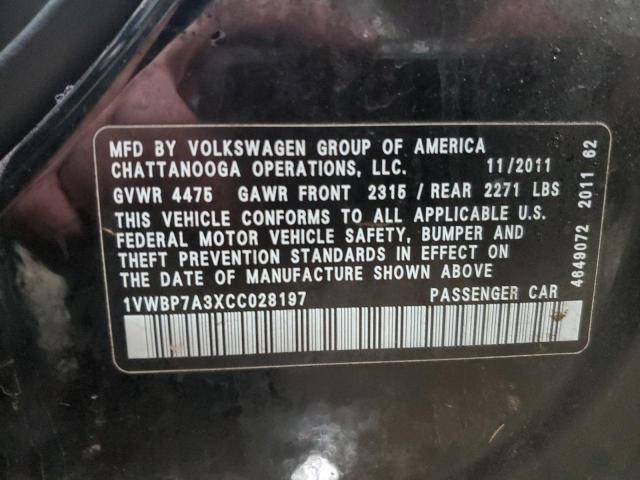 MFD BY VOLKSWAGEN GROUP OF AMERICA
CHATTANOOGA OPERATIONS, LLC. 11/2011
GVWR 4475 GAWR FRONT 2315 / REAR 2271 LBS
THIS VEHICLE CONFORMS TO ALL APPLICABLE U.S.
FEDERAL MOTOR VEHICLE SAFETY, BUMPER AND
THEFT PREVENTION STANDARDS IN EFFECT ON
THE DATE OF MANUFACTURE SHOWN ABOVE
1VWBP7A3XCC028197 PASSENGER CAR
4649072 2011 62